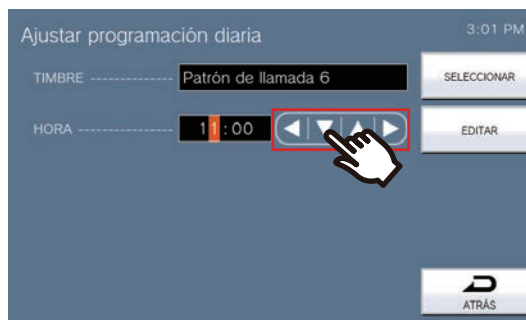 Ajustar programación diaria
3:01 PM
TIMBRE -------------- Patrón de llamada 6
SELECCIONAR
HORA ---------------- 11:00
EDITAR
ATRÁS